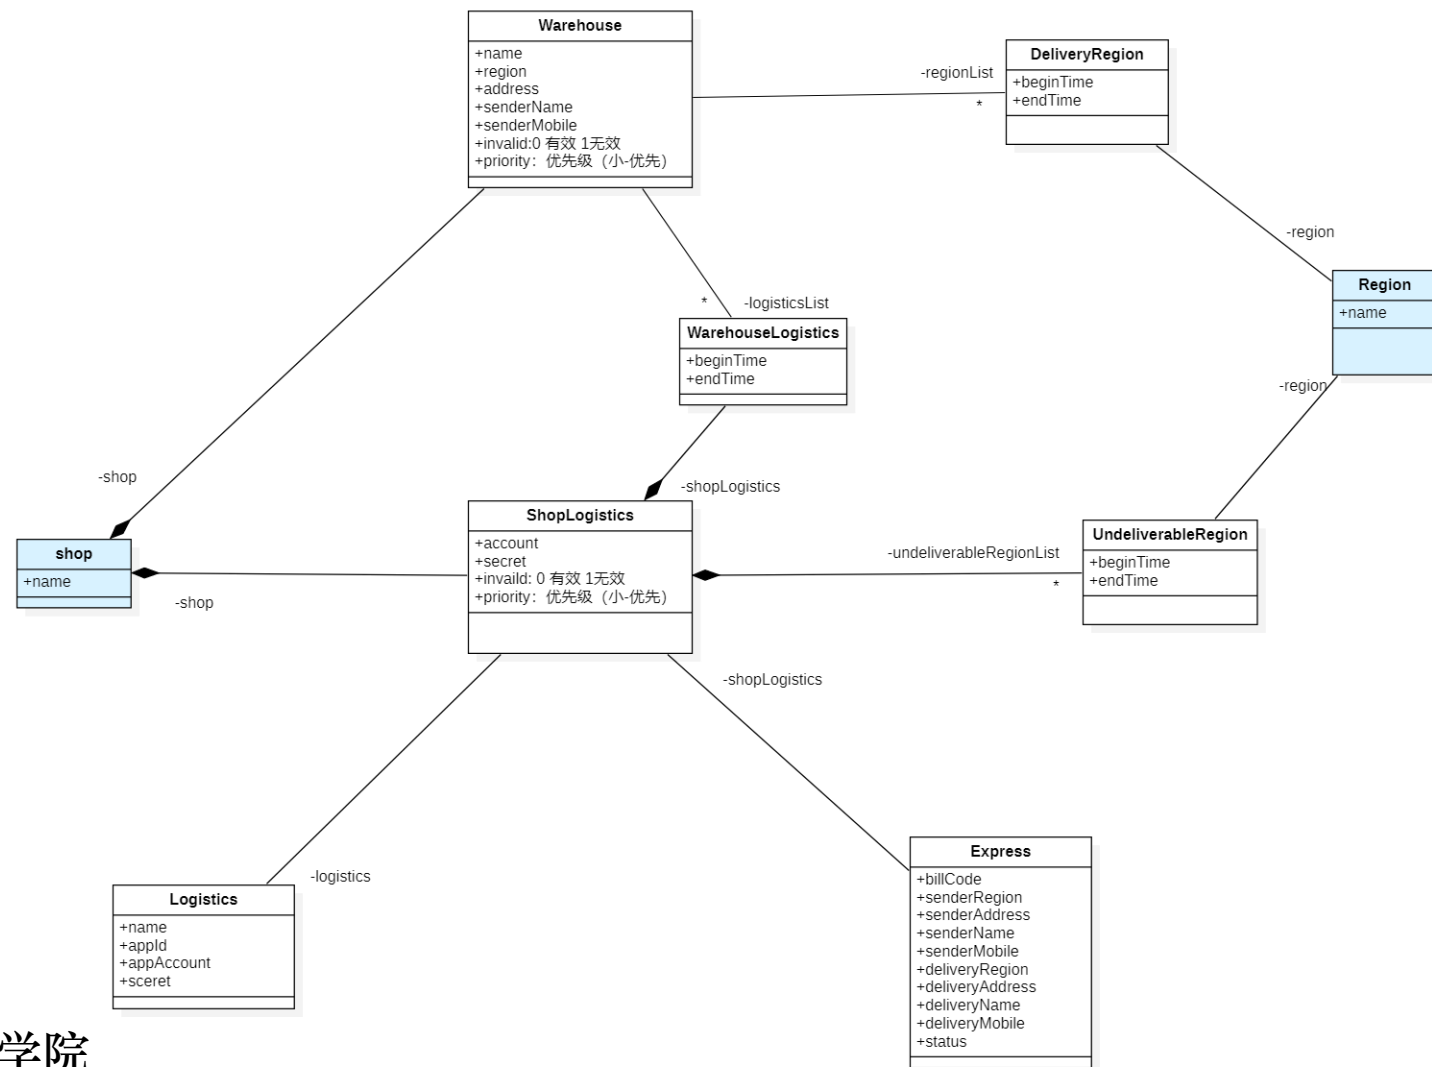 Warehouse
+name
+region
+address
+senderName
+senderMobile
+invalid:0 有效 1无效
+priority：优先级（小-优先）
-regionList
*
DeliveryRegion
+beginTime
+endTime
-region
Region
+name
-region
*
-logisticsList
WarehouseLogistics
+beginTime
+endTime
-shop
-shopLogistics
shop
+name
-shop
ShopLogistics
+account
+secret
+invaild: 0 有效 1无效
+priority：优先级（小-优先）
-undeliverableRegionList
*
UndeliverableRegion
+beginTime
+endTime
-shopLogistics
-logistics
Logistics
+name
+appId
+appAccount
+sceret
Express
+billCode
+senderRegion
+senderAddress
+senderName
+senderMobile
+deliveryRegion
+deliveryAddress
+deliveryName
+deliveryMobile
+status
学院